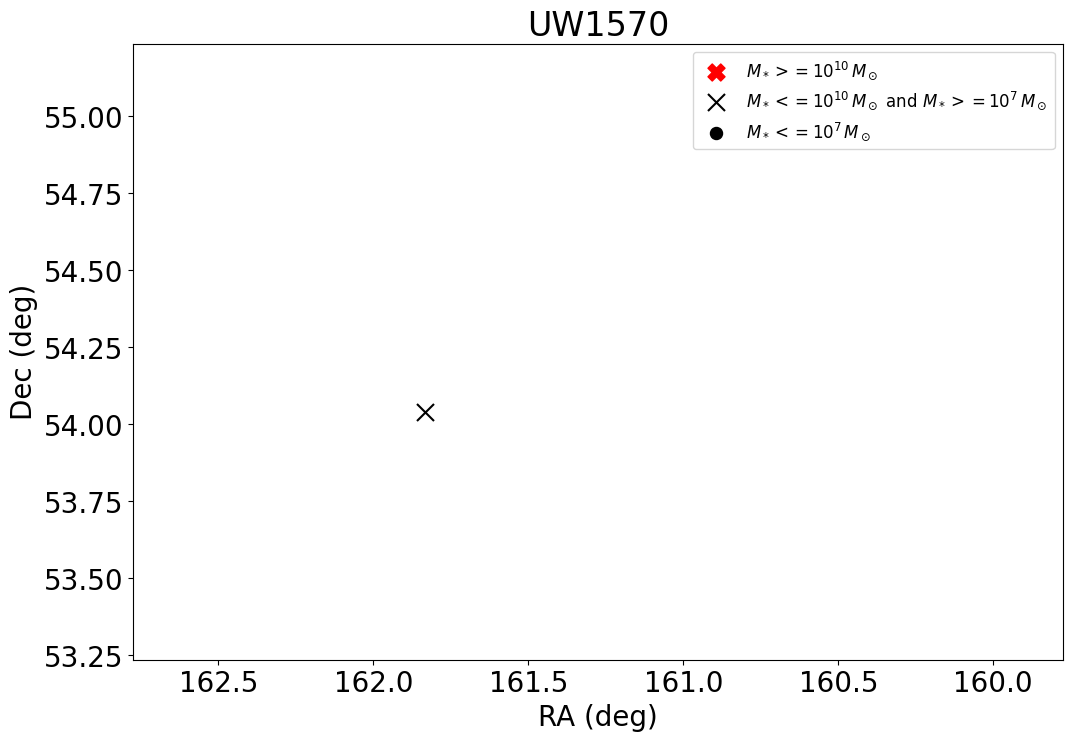 UW1570
M* >= 10^10 M⊙
M* <= 10^10 M⊙ and M* >= 10^7 M⊙
M* <= 10^7 M⊙
55.00
54.75
54.50
54.25
54.00
53.75
53.50
53.25
Dec (deg)
162.5 162.0 161.5 161.0 160.5 160.0
RA (deg)